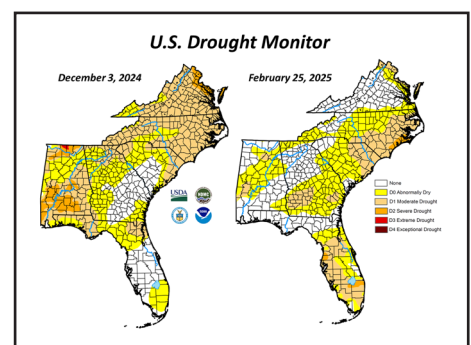 U.S. Drought Monitor
December 3, 2024
February 25, 2025
USDA
NDMC
None
D0 Abnormally Dry
D1 Moderate Drought
D2 Severe Drought
D3 Extreme Drought
D4 Exceptional Drought